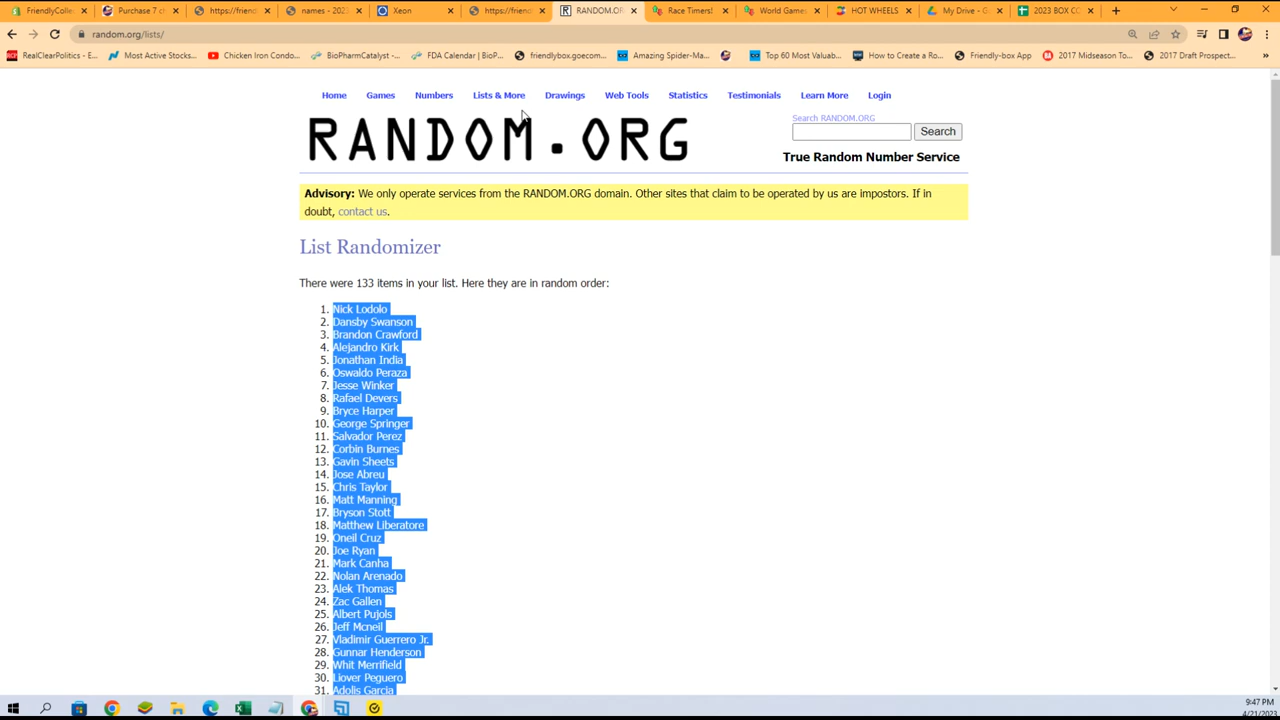 FriendlyColle
Purchase 7 c
https://friend
names - 202
Xeon
https://friend
RANDOM.OR
Race Timers!
World Game
HOT WHEELS
My Drive - G
2023 BOX CO
random.org/lists/
RealClearPolitics - E...
Most Active Stocks...
Chicken Iron Condo...
BioPharmCatalyst -...
FDA Calendar | BioP...
friendlybox.goecom...
Amazing Spider-Ma...
Top 60 Most Valuab...
How to Create a Ro...
Friendly-box App
2017 Midseason To...
2017 Draft Prospect...
Home Games Numbers Lists & More Drawings Web Tools Statistics Testimonials Learn More Login
RANDOM.ORG
Search RANDOM.ORG
Search
True Random Number Service
Advisory: We only operate services from the RANDOM.ORG domain. Other sites that claim to be operated by us are impostors. If in
doubt, contact us.
List Randomizer
There were 133 items in your list. Here they are in random order:
1. Nick Lodolo
2. Dansby Swanson
3. Brandon Crawford
4. Alejandro Kirk
5. Jonathan India
6. Oswaldo Peraza
7. Jesse Winker
8. Rafael Devers
9. Bryce Harper
10. George Springer
11. Salvador Perez
12. Corbin Burnes
13. Gavin Sheets
14. Jose Abreu
15. Chris Taylor
16. Matt Manning
17. Bryson Stott
18. Matthew Liberatore
19. Oneil Cruz
20. Joe Ryan
21. Mark Canha
22. Nolan Arenado
23. Alek Thomas
24. Zac Gallen
25. Albert Pujols
26. Jeff Mcneil
27. Vladimir Guerrero Jr.
28. Gunnar Henderson
29. Whit Merrifield
30. Liover Peguero
31. Adolis Garcia
9:47 PM
4/21/2023